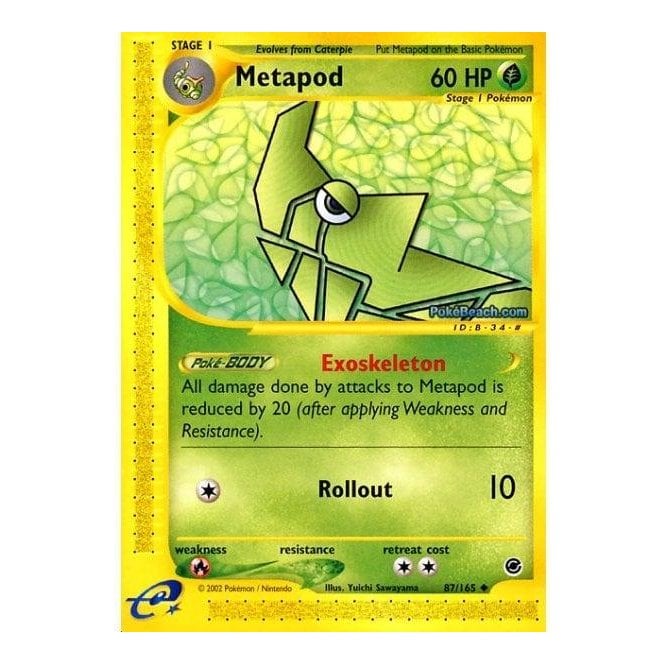 STAGE 1
Evolves from Caterpie
Put Metapod on the Basic Pokémon
Metapod
60 HP
Stage 1 Pokémon
PokéBeach.com
ID:B-34-#
Poké-BODY
Exoskeleton
All damage done by attacks to Metapod is
reduced by 20 (after applying Weakness and
Resistance).
Rollout 10
weakness resistance retreat cost
© 2002 Pokémon / Nintendo Illus. Yuichi Sawayama 87/165
e